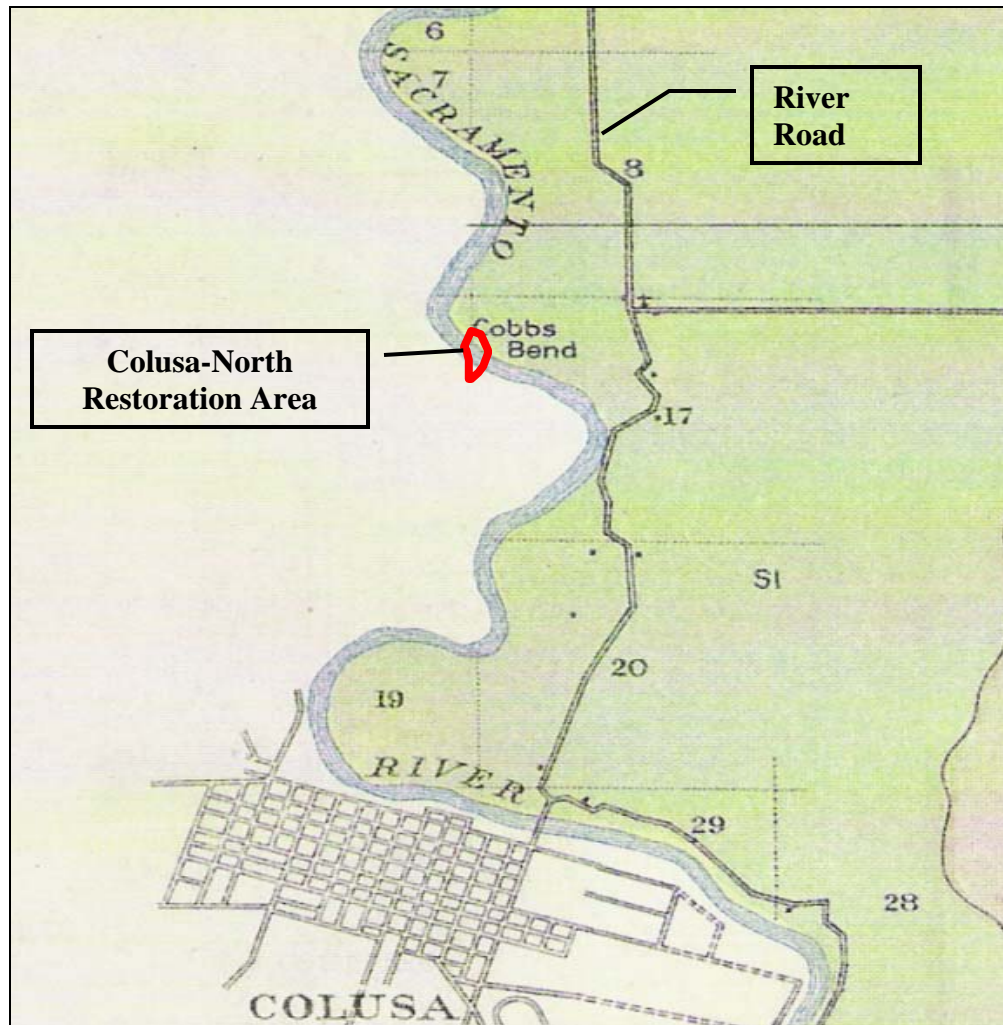 6
7
SACRAMENTO
River
Road
8
Cobbs
Bend
Colusa-North
Restoration Area
17
SI
20
19
RIVER
29
28
COLUSA